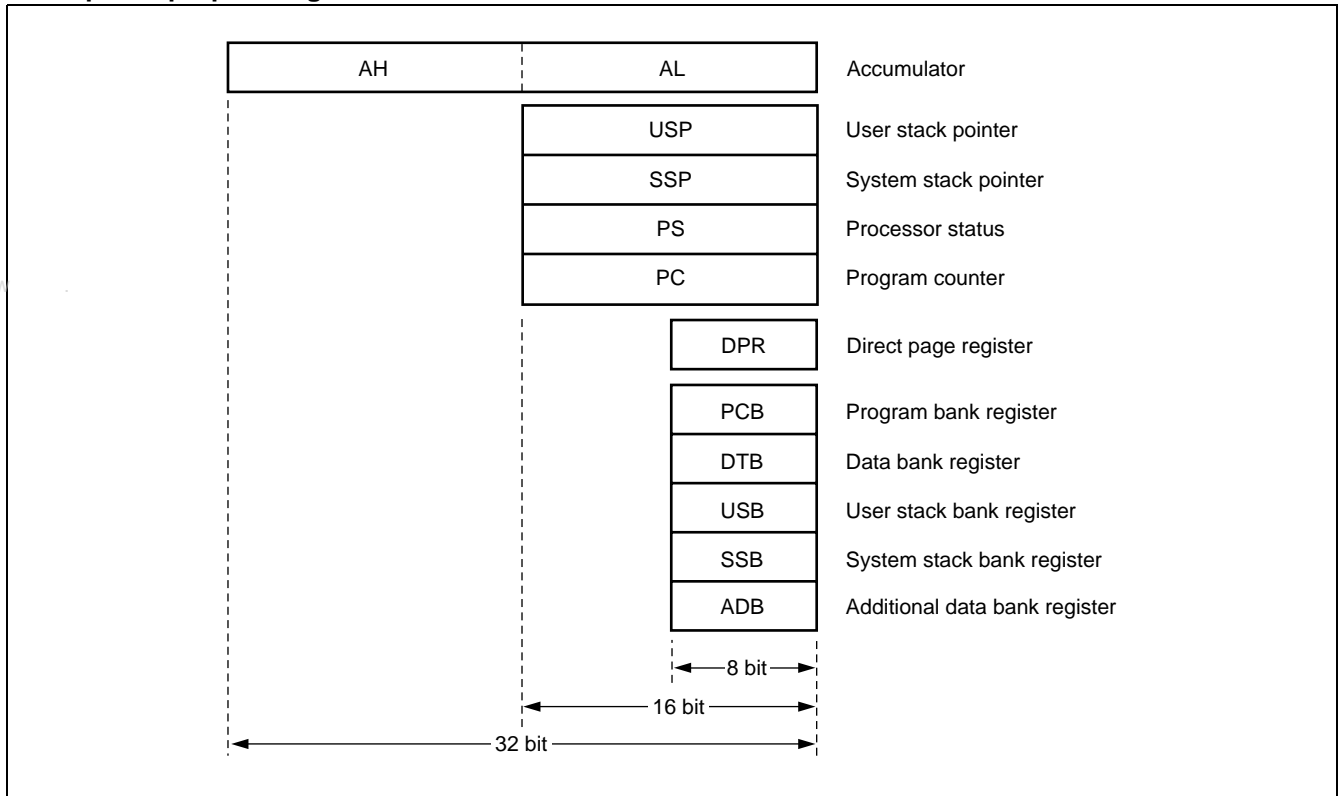 AH AL Accumulator
USP User stack pointer
SSP System stack pointer
PS Processor status
PC Program counter
DPR Direct page register
PCB Program bank register
DTB Data bank register
USB User stack bank register
SSB System stack bank register
ADB Additional data bank register
8 bit
16 bit
32 bit